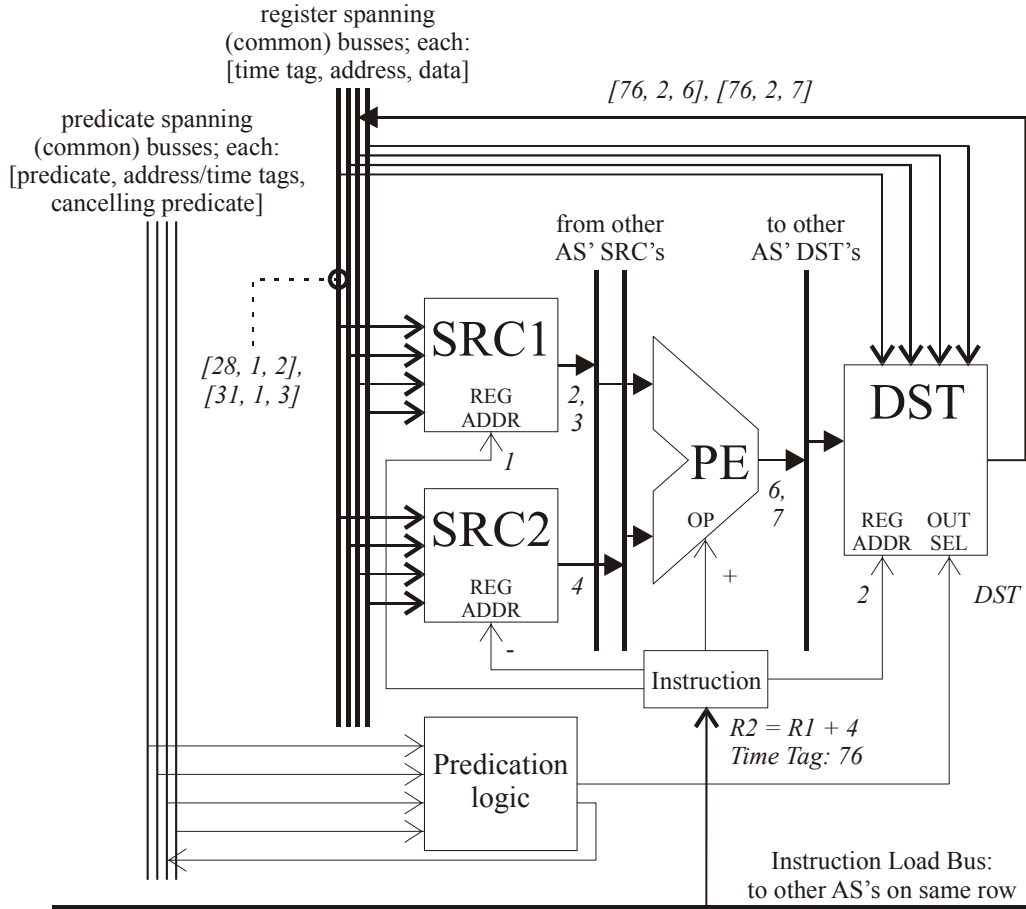 register spanning
(common) busses; each:
[time tag, address, data]
[76, 2, 6], [76, 2, 7]
predicate spanning
(common) busses; each:
[predicate, address/time tags,
cancelling predicate]
from other
AS' SRC's
to other
AS' DST's
[28, 1, 2],
[31, 1, 3]
SRC1
REG
ADDR
1
2,
3
SRC2
REG
ADDR
-
4
PE
OP
+
6,
7
DST
REG
ADDR
OUT
SEL
2
DST
Instruction
R2 = R1 + 4
Time Tag: 76
Predication
logic
Instruction Load Bus:
to other AS's on same row